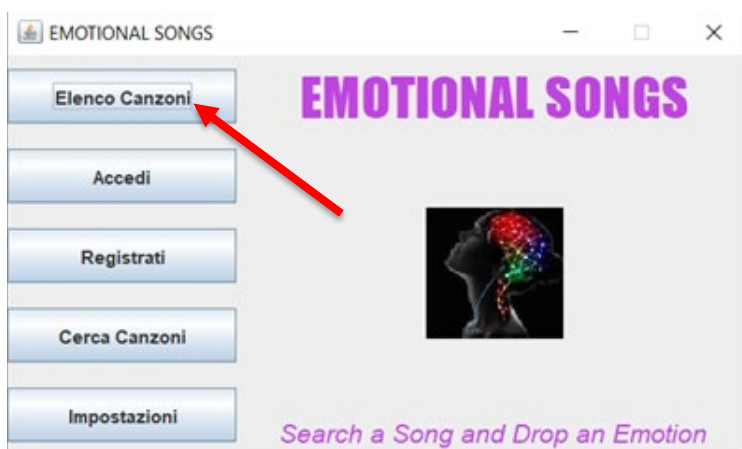 EMOTIONAL SONGS
Elenco Canzoni
EMOTIONAL SONGS
Accedi
Registrati
Cerca Canzoni
Impostazioni
Search a Song and Drop an Emotion